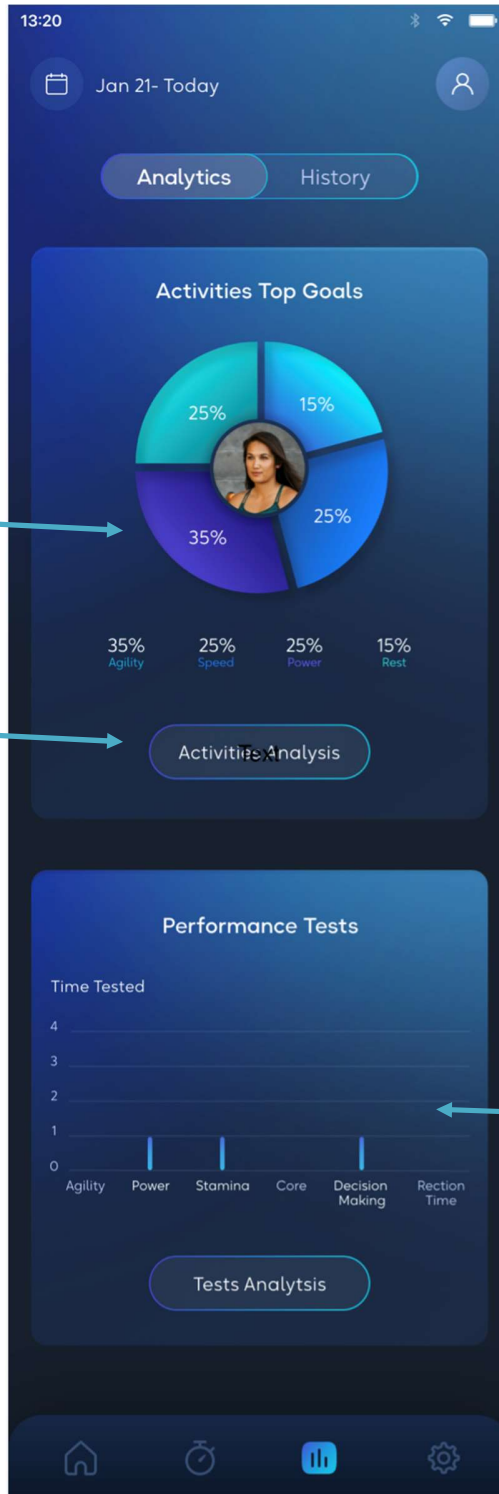 13:20
Jan 21- Today
Analytics History
Activities Top Goals
25% 15%
35% 25%
35% 25% 25% 15%
Agility Speed Power Rest
Activities Analysis
Text
Performance Tests
Time Tested
4
3
2
1
0
Agility Power Stamina Core Decision Making Rection Time
Tests Analytsis